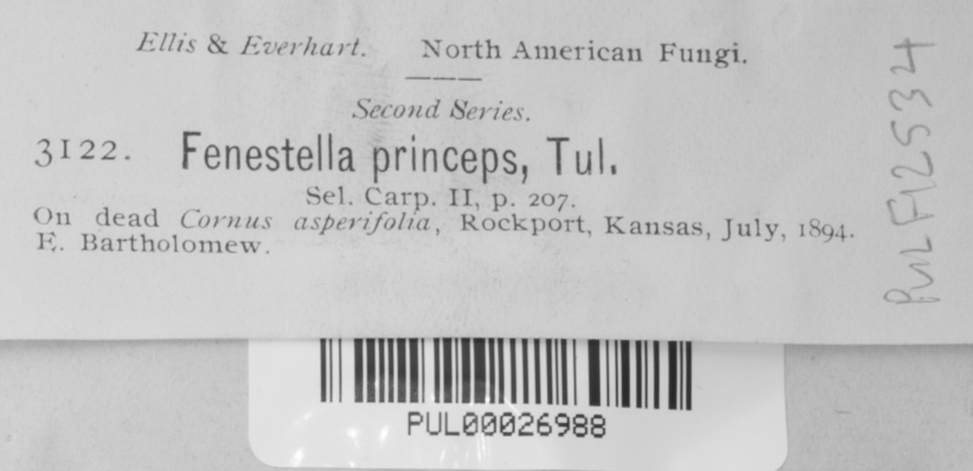 Ellis & Everhart. North American Fungi.
Second Series.
3122. Fenestella princeps, Tul.
Sel. Carp. II, p. 207.
On dead Cornus asperifolia, Rockport, Kansas, July, 1894.
E. Bartholomew.
PUL F12534
PUL00026988